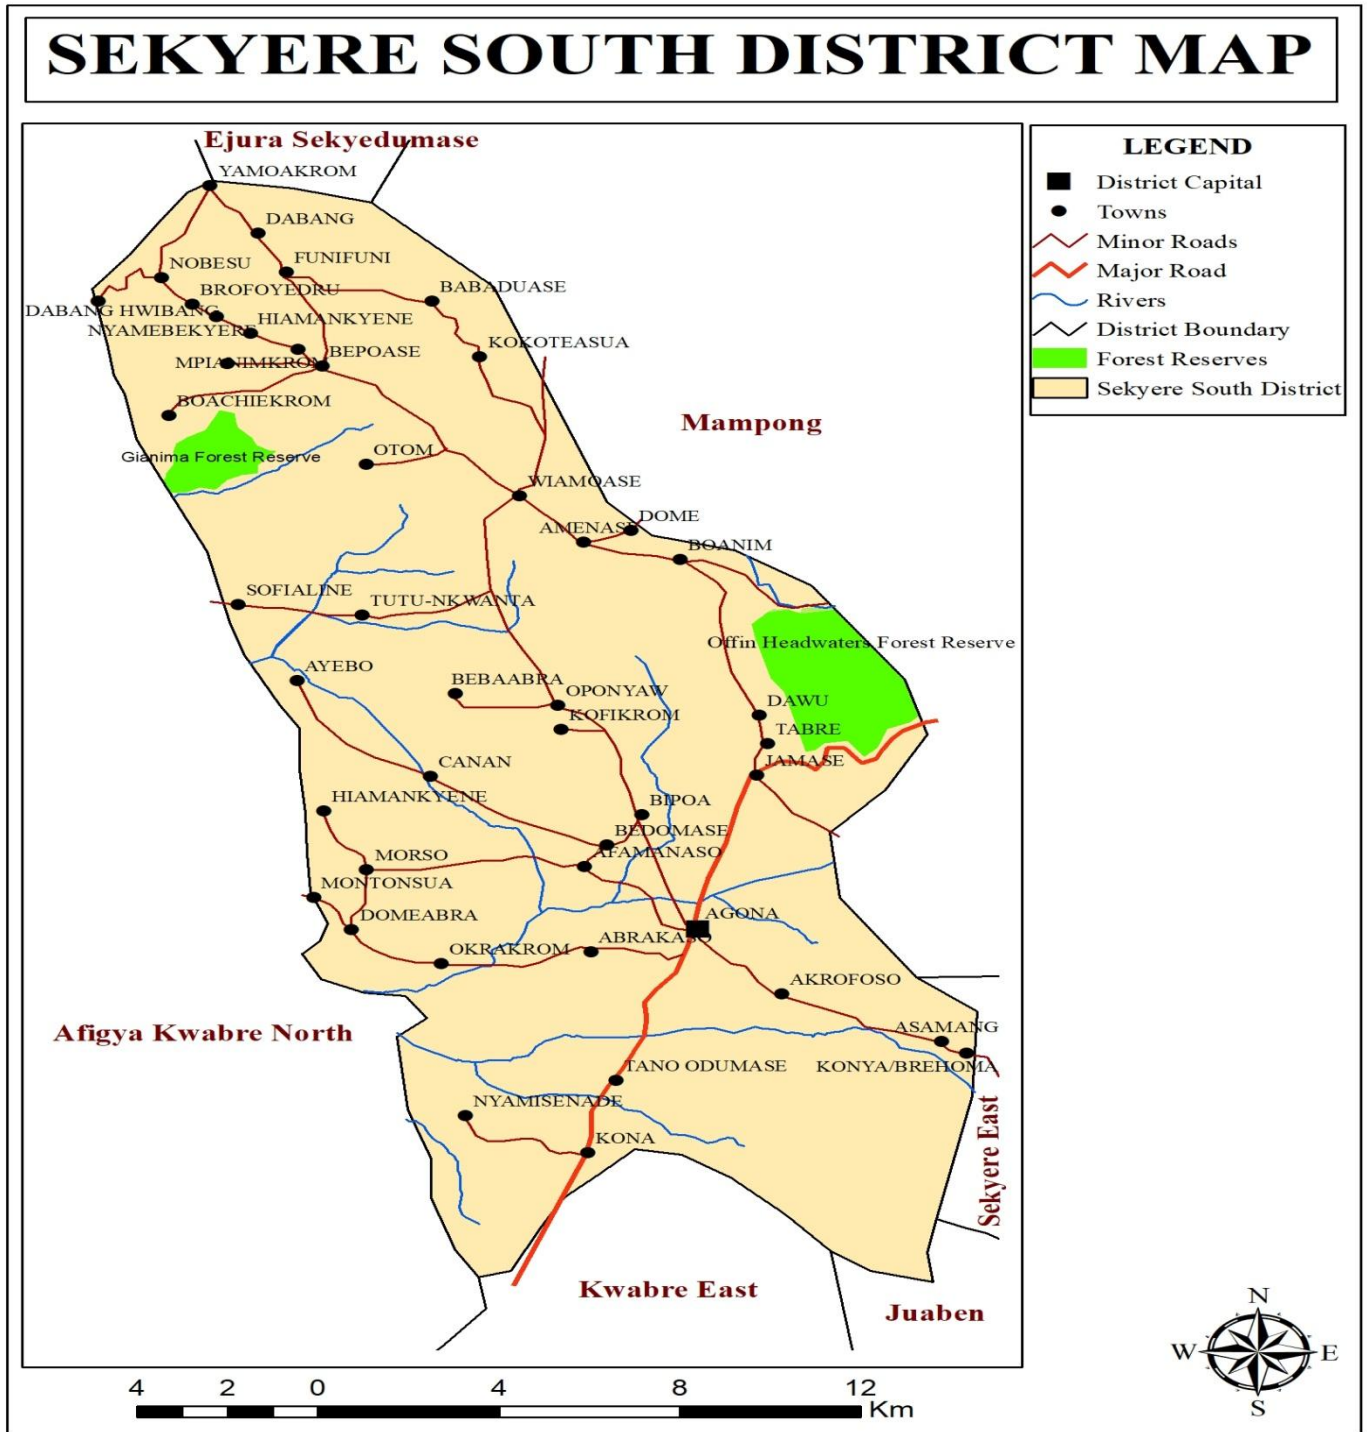 SEKYERE SOUTH DISTRICT MAP
Ejura Sekyedumase
YAMOAKROM
DABANG
FUNIFUNI
NOBESU
BROFOYEDRU
BABADUASE
DABANG HWIBANG
HIAMANKYENE
NYAMEBEKYERE
KOKOTEASUA
BEPOASE
MPIANIMKROM
BOACHIEKROM
Mampong
OTOM
Gianima Forest Reserve
WIAMOASE
DOME
AMENASE
BOANIM
SOFIALINE
TUTU-NKWANTA
Offin Headwaters Forest Reserve
AYEBO
BEBAABRA
OPONYAW
DAWU
KOFIKROM
TABRE
CANAN
JAMASE
HIAMANKYENE
BIPOA
BEDOMASE
MORSO
AFAMANASO
MONTONSUA
DOMEABRA
AGONA
OKRAKROM
ABRAKASO
AKROFOSO
Afigya Kwabre North
ASAMANG
TANO ODUMASE
KONYA/BREHOMA
NYAMISENADE
KONA
Sekyere East
Kwabre East
Juaben
LEGEND
District Capital
Towns
Minor Roads
Major Road
Rivers
District Boundary
Forest Reserves
Sekyere South District
N
W E
S
4 2 0 4 8 12
Km